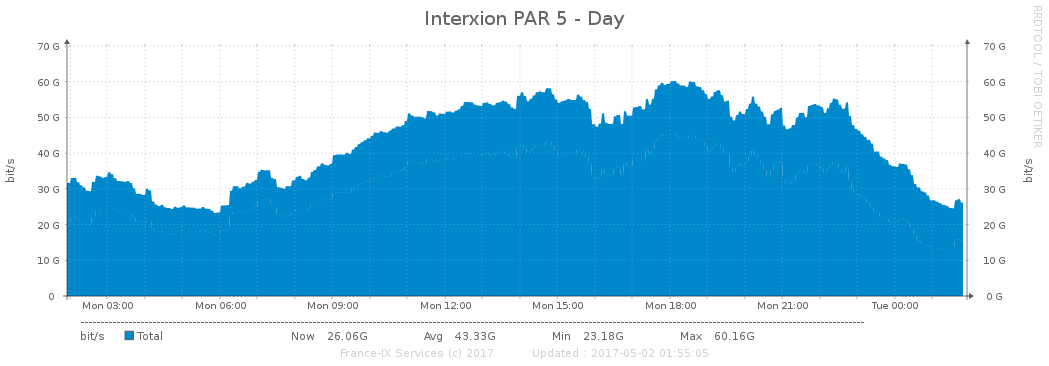 Interxion PAR 5 - Day
RRDTOOL / TOBI OETIKER
70 G 70 G
60 G 60 G
50 G 50 G
40 G 40 G
bit/s bit/s
30 G 30 G
20 G 20 G
10 G 10 G
0 0 G
Mon 03:00 Mon 06:00 Mon 09:00 Mon 12:00 Mon 15:00 Mon 18:00 Mon 21:00 Tue 00:00
bit/s Total Now 26.06G Avg 43.33G Min 23.18G Max 60.16G
France-IX Services (c) 2017 Updated : 2017-05-02 01:55:05